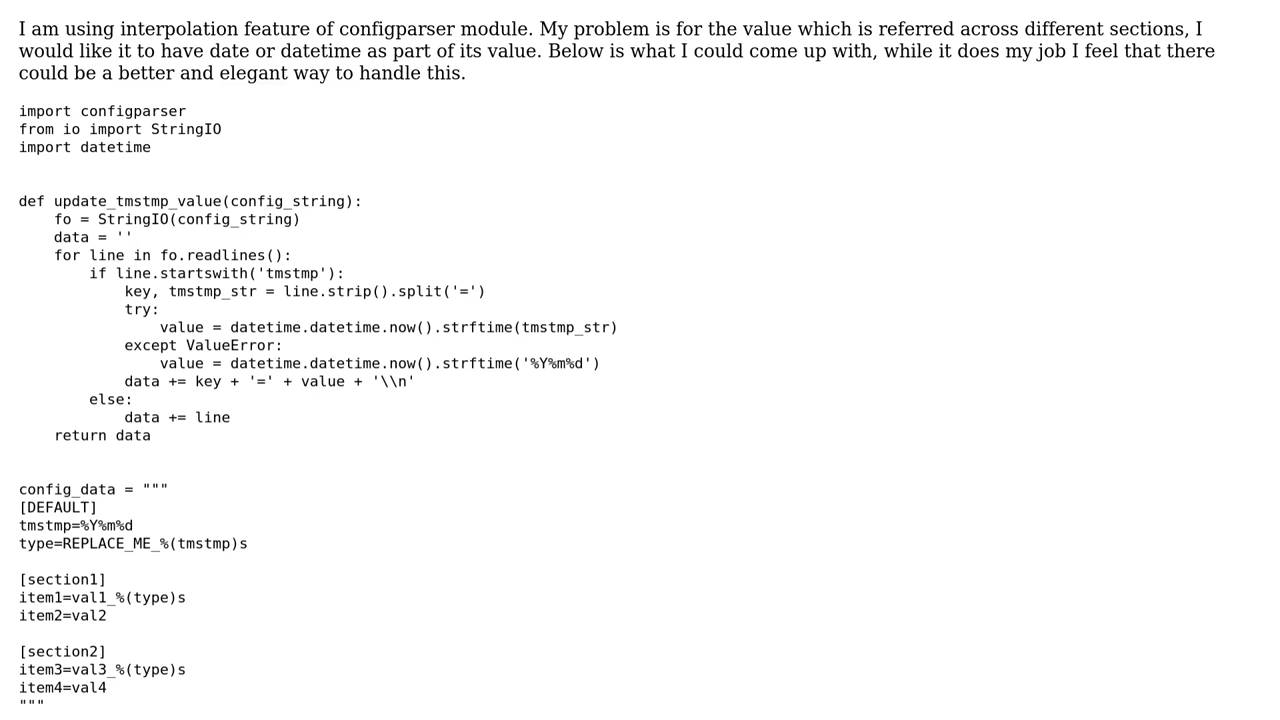 I am using interpolation feature of configparser module. My problem is for the value which is referred across different sections, I
would like it to have date or datetime as part of its value. Below is what I could come up with, while it does my job I feel that there
could be a better and elegant way to handle this.
import configparser
from io import StringIO
import datetime
def update_tmstmp_value(config_string):
    fo = StringIO(config_string)
    data = ''
    for line in fo.readlines():
        if line.startswith('tmstmp'):
            key, tmstmp_str = line.strip().split('=')
            try:
                value = datetime.datetime.now().strftime(tmstmp_str)
            except ValueError:
                value = datetime.datetime.now().strftime('%Y%m%d')
            data += key + '=' + value + '\\n'
        else:
            data += line
    return data
config_data = """
[DEFAULT]
tmstmp=%Y%m%d
type=REPLACE_ME_%(tmstmp)s
[section1]
item1=val1_%(type)s
item2=val2
[section2]
item3=val3_%(type)s
item4=val4
"""